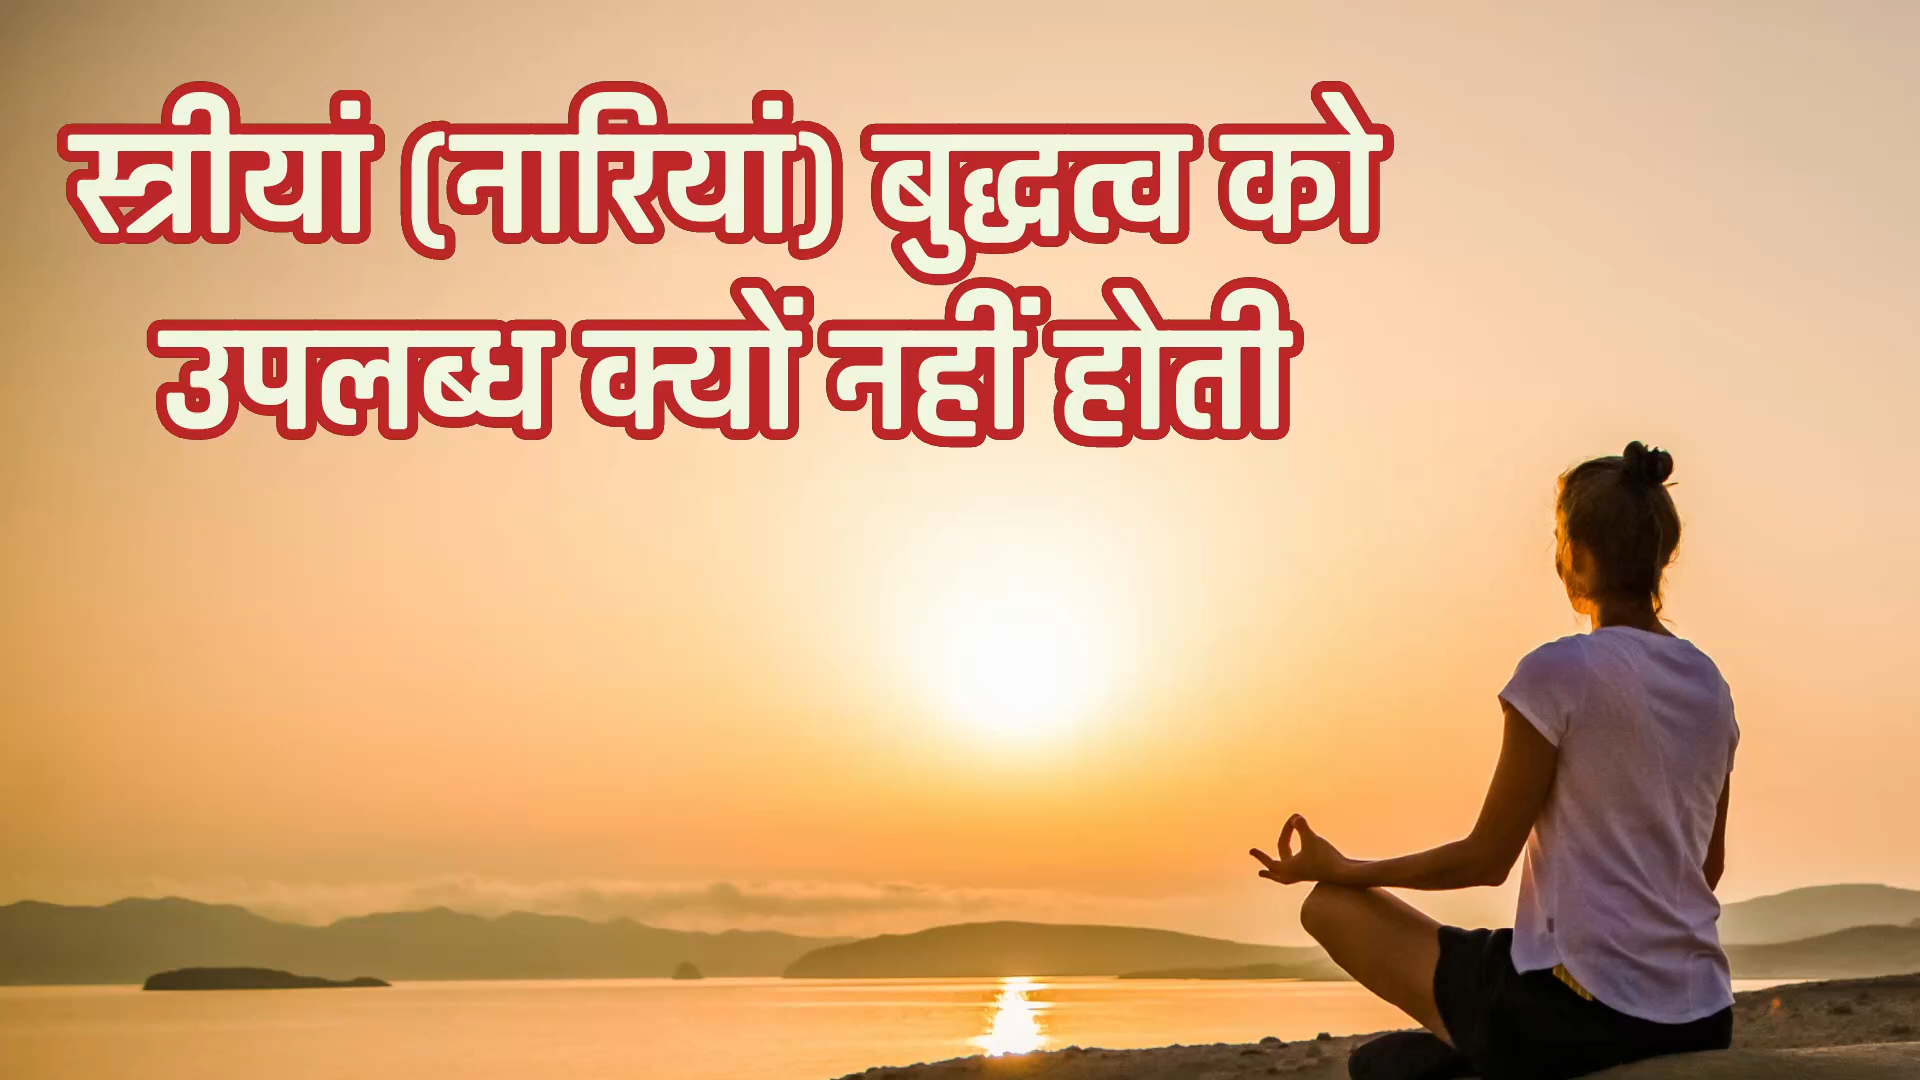 स्त्रीयां (नारियां) बुद्धत्व को
उपलब्ध क्यों नहीं होती